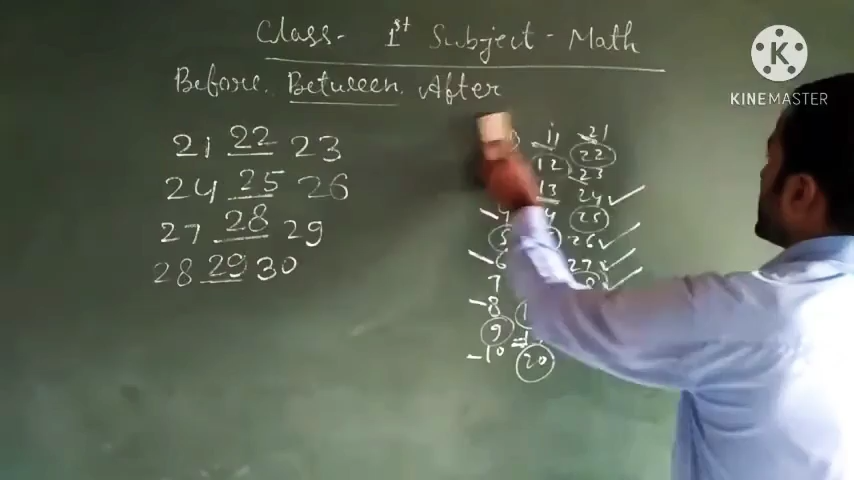 Class- 1st Subject - Math
Before. Between. After
21 22 23
24 25 26
27 28 29
28 29 30
11 21
12 22
13 23
4 24
5 25
6 26
7 27
8
9
10 20
K
KINEMASTER